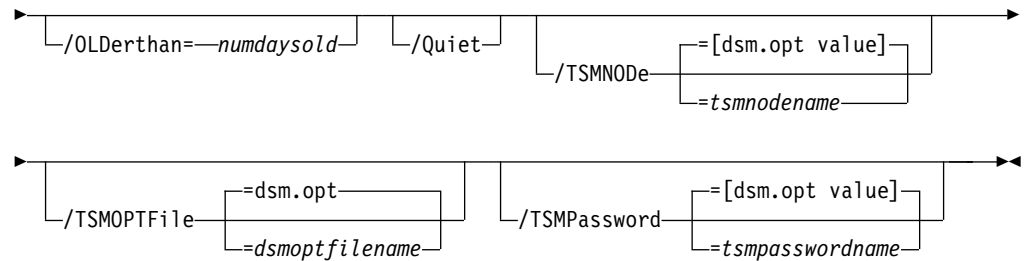 /OLDerthan= numdaysold
/Quiet
/TSMNODe
=[dsm.opt value]
=tsmnodename
/TSMOPTFile
=dsm.opt
=dsmoptfilename
/TSMPassword
=[dsm.opt value]
=tsmpasswordname